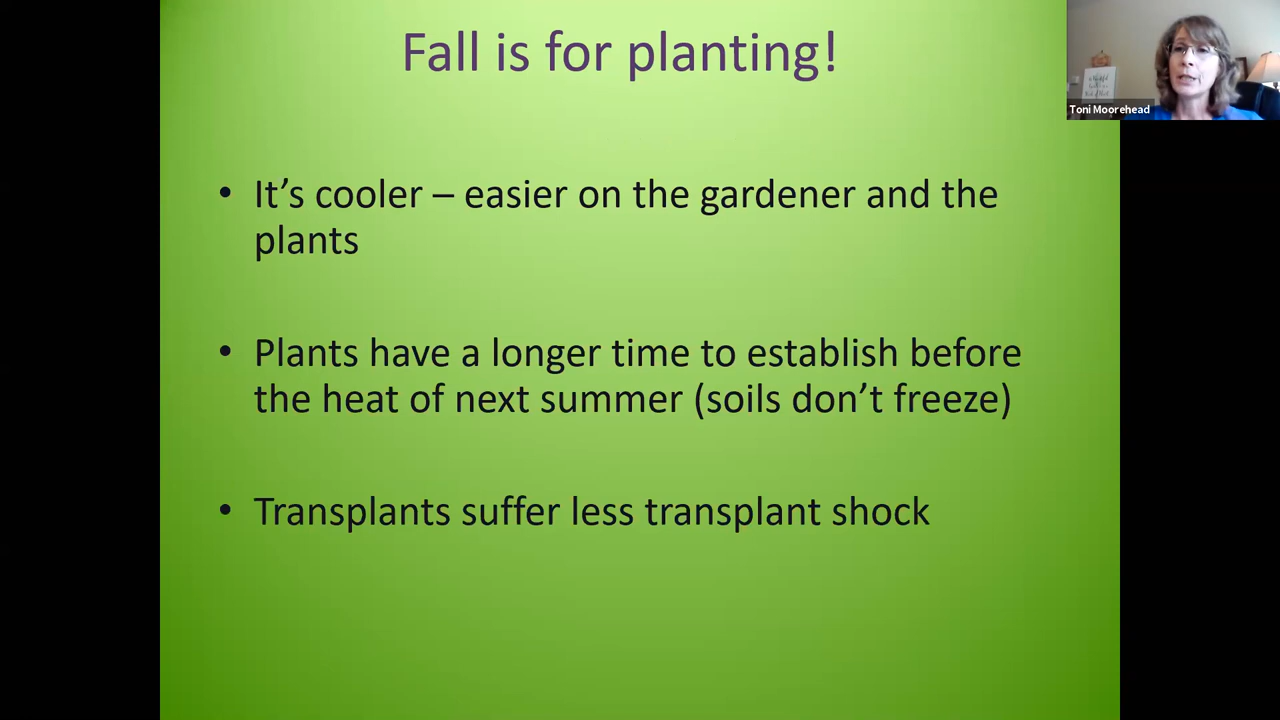 Fall is for planting!
Toni Moorehead
• It’s cooler – easier on the gardener and the
plants
• Plants have a longer time to establish before
the heat of next summer (soils don’t freeze)
• Transplants suffer less transplant shock